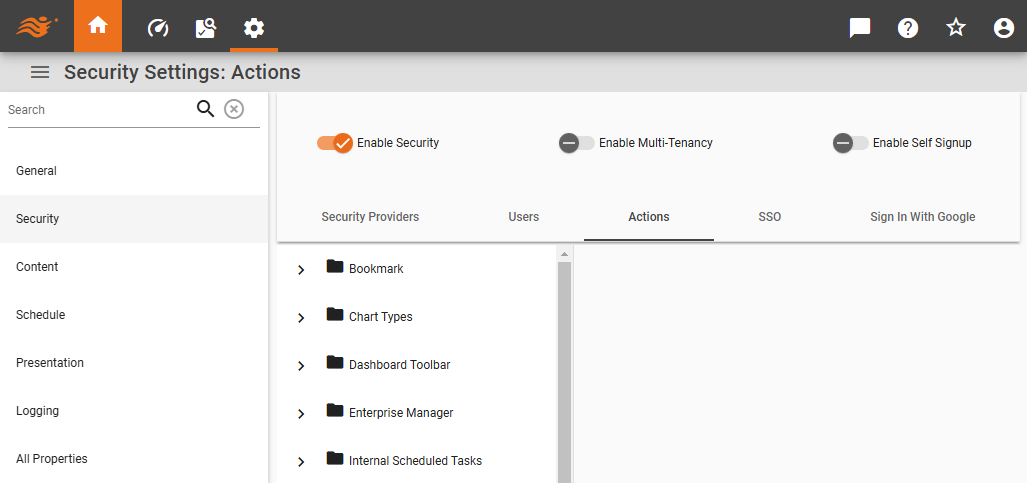 Security Settings: Actions
Search
General
Security
Content
Schedule
Presentation
Logging
All Properties
Enable Security
Enable Multi-Tenancy
Enable Self Signup
Security Providers
Users
Actions
SSO
Sign In With Google
Bookmark
Chart Types
Dashboard Toolbar
Enterprise Manager
Internal Scheduled Tasks